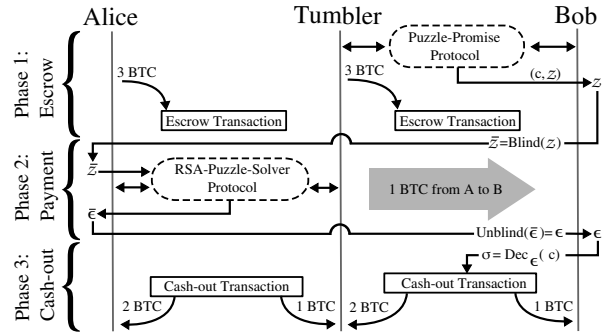 Alice
Tumbler
Bob
Phase 1:
Escrow
Puzzle-Promise
Protocol
(c, z)
z
3 BTC
3 BTC
Escrow Transaction
Escrow Transaction
z̄=Blind(z)
Phase 2:
Payment
z̄
RSA-Puzzle-Solver
Protocol
1 BTC from A to B
ϵ̄
Unblind(ϵ̄)= ϵ
ϵ
Phase 3:
Cash-out
σ= Dec_ϵ( c)
Cash-out Transaction
Cash-out Transaction
2 BTC
1 BTC
2 BTC
1 BTC